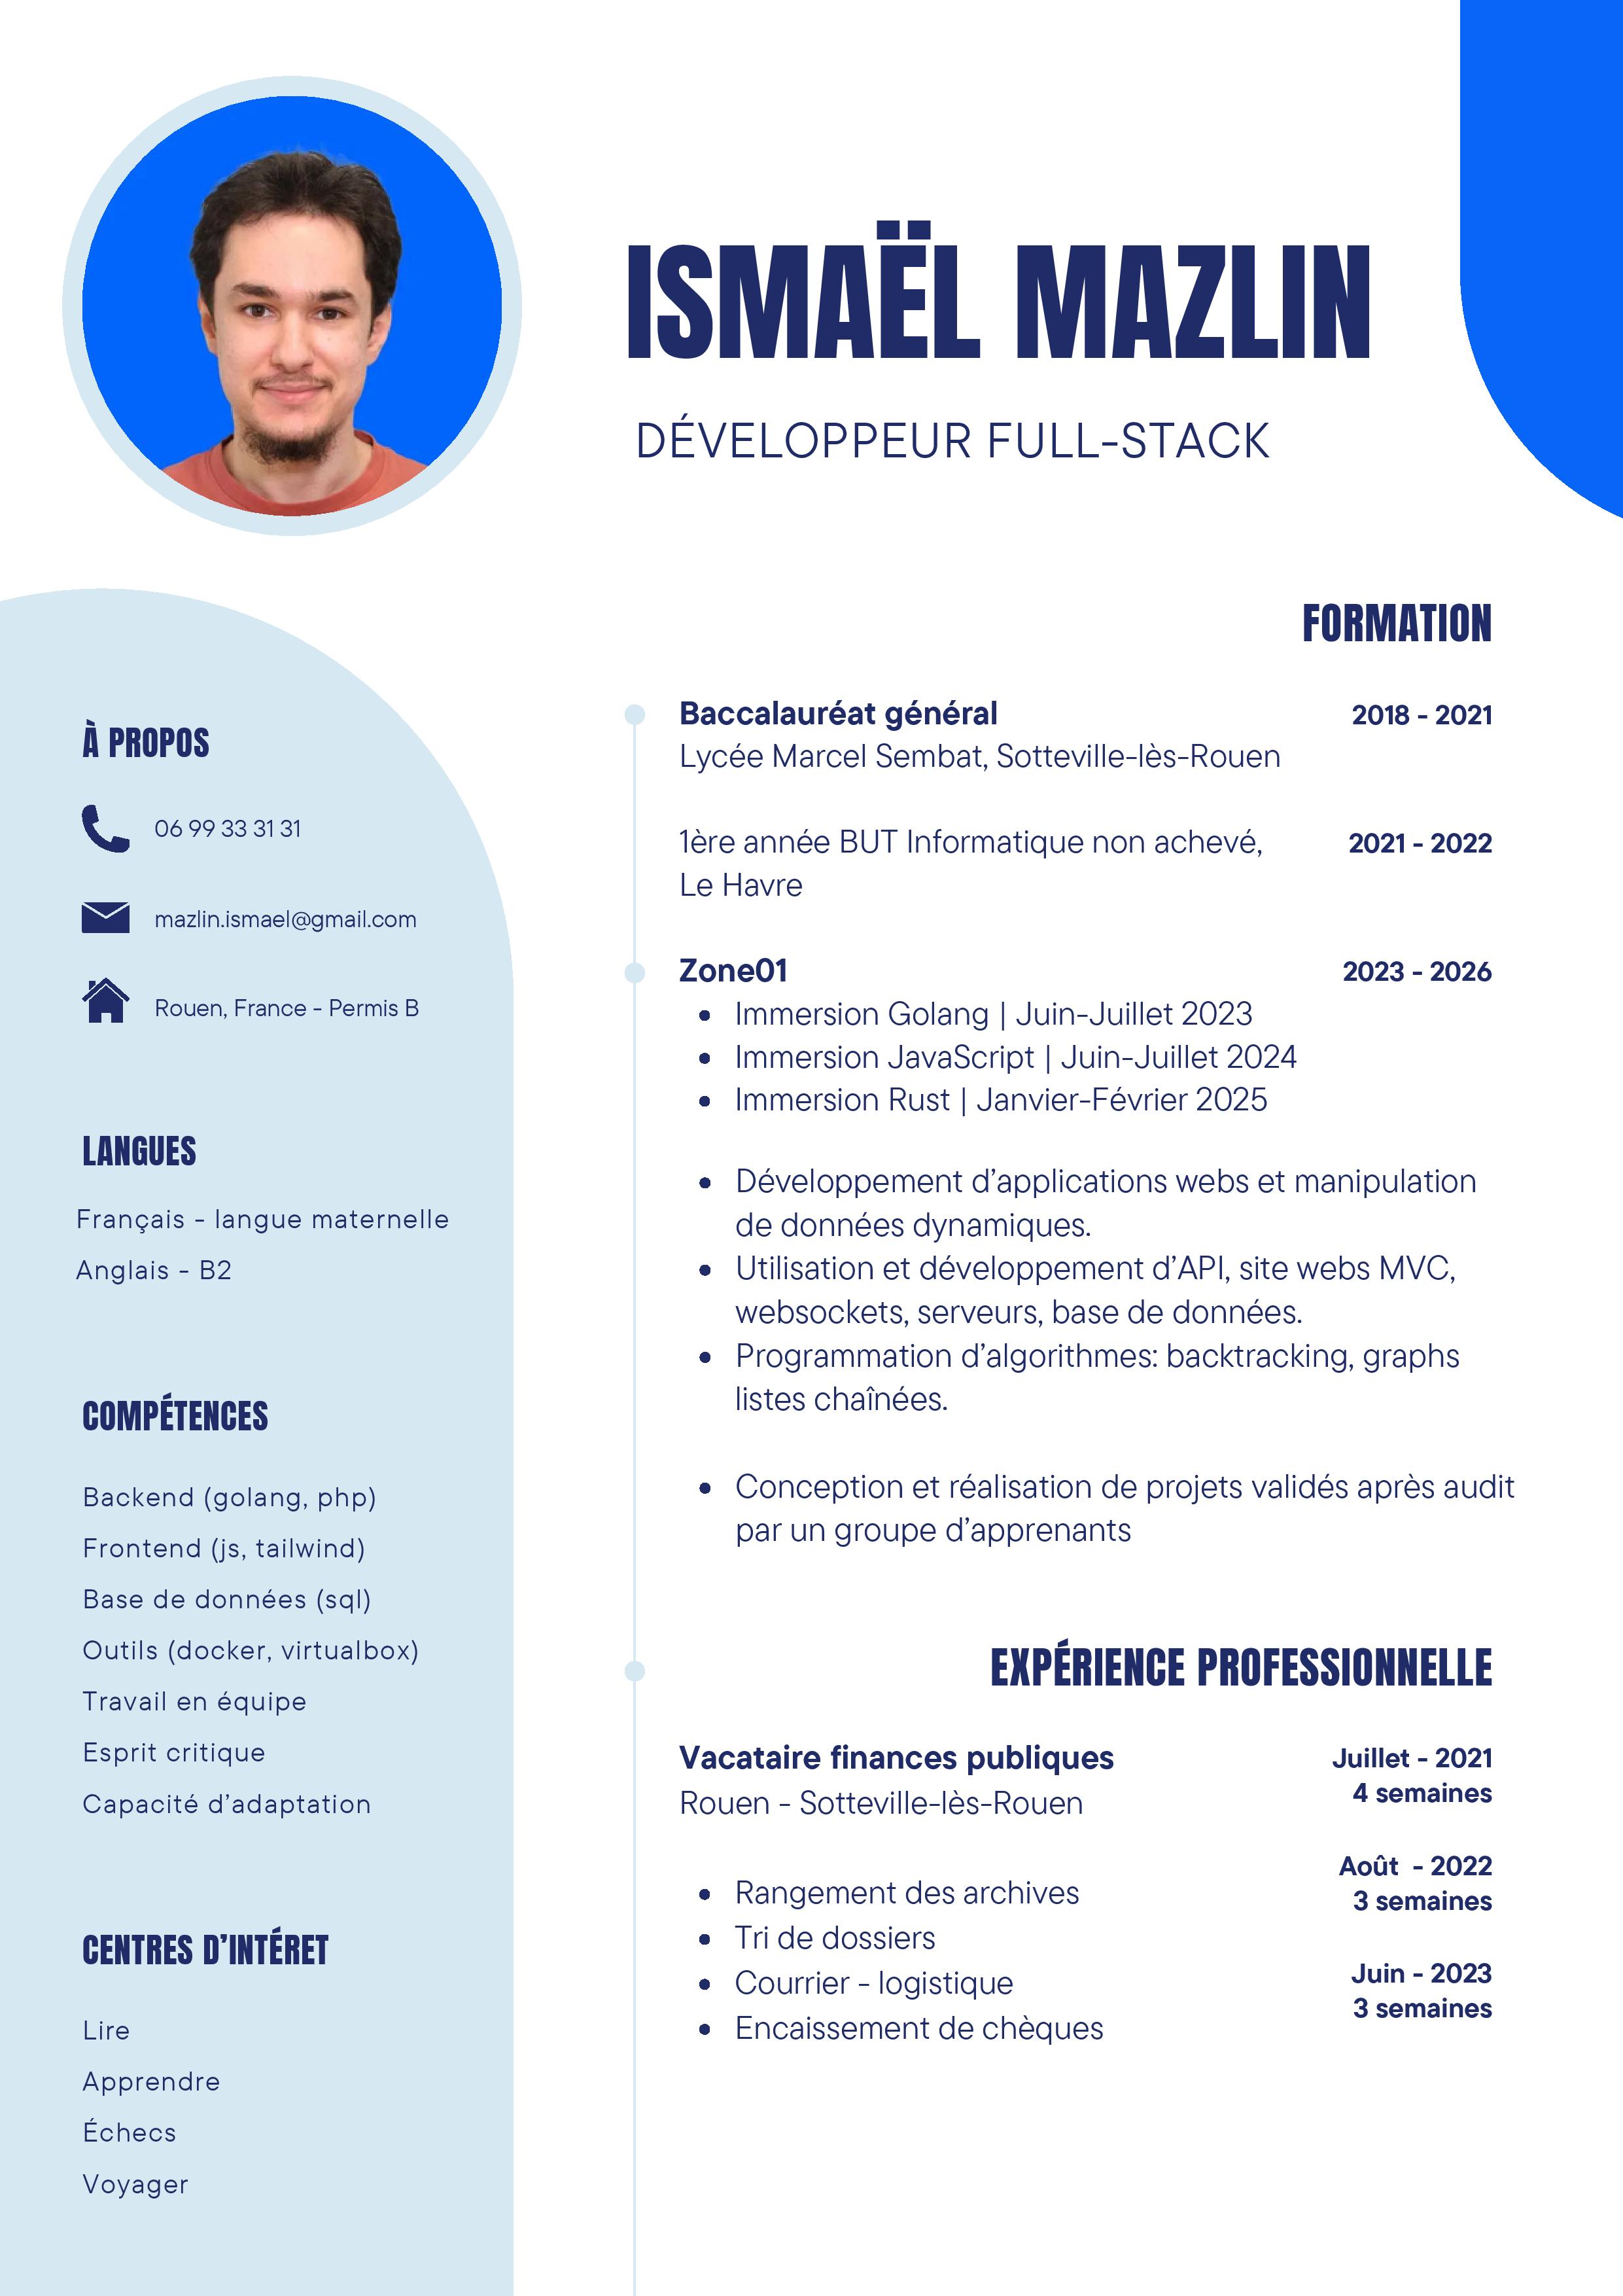 ISMAËL MAZLIN
DÉVELOPPEUR FULL-STACK
À PROPOS
06 99 33 31 31
mazlin.ismael@gmail.com
Rouen, France - Permis B
LANGUES
Français - langue maternelle
Anglais - B2
COMPÉTENCES
Backend (golang, php)
Frontend (js, tailwind)
Base de données (sql)
Outils (docker, virtualbox)
Travail en équipe
Esprit critique
Capacité d’adaptation
CENTRES D’INTÉRET
Lire
Apprendre
Échecs
Voyager
FORMATION
Baccalauréat général 2018 - 2021
Lycée Marcel Sembat, Sotteville-lès-Rouen
1ère année BUT Informatique non achevé, 2021 - 2022
Le Havre
Zone01 2023 - 2026
• Immersion Golang | Juin-Juillet 2023
• Immersion JavaScript | Juin-Juillet 2024
• Immersion Rust | Janvier-Février 2025
• Développement d’applications webs et manipulation
de données dynamiques.
• Utilisation et développement d’API, site webs MVC,
websockets, serveurs, base de données.
• Programmation d’algorithmes: backtracking, graphs
listes chaînées.
• Conception et réalisation de projets validés après audit
par un groupe d’apprenants
EXPÉRIENCE PROFESSIONNELLE
Vacataire finances publiques
Rouen - Sotteville-lès-Rouen
• Rangement des archives
• Tri de dossiers
• Courrier - logistique
• Encaissement de chèques
Juillet - 2021
4 semaines
Août - 2022
3 semaines
Juin - 2023
3 semaines